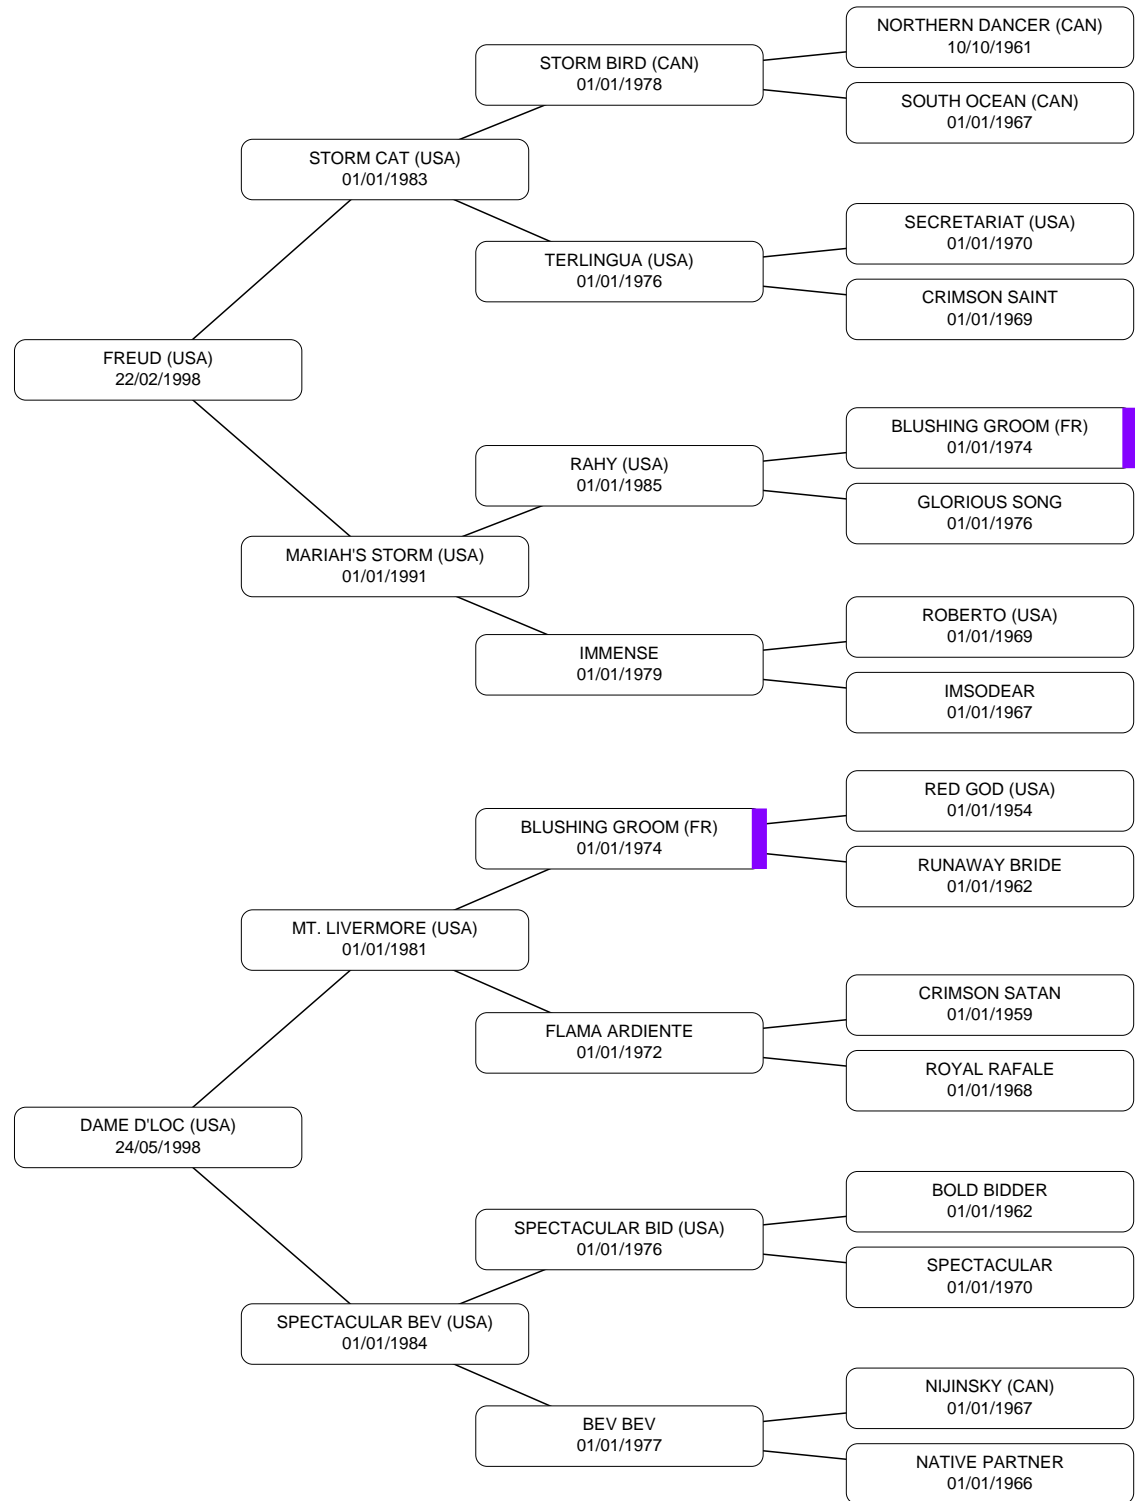 NORTHERN DANCER (CAN)
10/10/1961
STORM BIRD (CAN)
01/01/1978
SOUTH OCEAN (CAN)
01/01/1967
STORM CAT (USA)
01/01/1983
SECRETARIAT (USA)
01/01/1970
TERLINGUA (USA)
01/01/1976
CRIMSON SAINT
01/01/1969
FREUD (USA)
22/02/1998
BLUSHING GROOM (FR)
01/01/1974
RAHY (USA)
01/01/1985
GLORIOUS SONG
01/01/1976
MARIAH'S STORM (USA)
01/01/1991
ROBERTO (USA)
01/01/1969
IMMENSE
01/01/1979
IMSODEAR
01/01/1967
RED GOD (USA)
01/01/1954
BLUSHING GROOM (FR)
01/01/1974
RUNAWAY BRIDE
01/01/1962
MT. LIVERMORE (USA)
01/01/1981
CRIMSON SATAN
01/01/1959
FLAMA ARDIENTE
01/01/1972
ROYAL RAFALE
01/01/1968
DAME D'LOC (USA)
24/05/1998
BOLD BIDDER
01/01/1962
SPECTACULAR BID (USA)
01/01/1976
SPECTACULAR
01/01/1970
SPECTACULAR BEV (USA)
01/01/1984
NIJINSKY (CAN)
01/01/1967
BEV BEV
01/01/1977
NATIVE PARTNER
01/01/1966